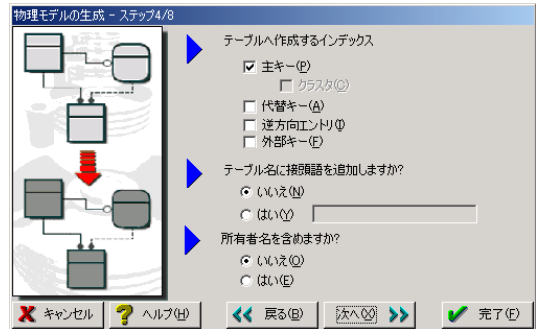 物理モデルの生成 - ステップ4/8
テーブルへ作成するインデックス
主キー(P)
クラスタ(C)
代替キー(A)
逆方向エントリ(I)
外部キー(F)
テーブル名に接頭語を追加しますか?
いいえ(N)
はい(Y)
所有者名を含めますか?
いいえ(O)
はい(E)
キャンセル ヘルプ(H) 戻る(B) 次へ(X) 完了(F)